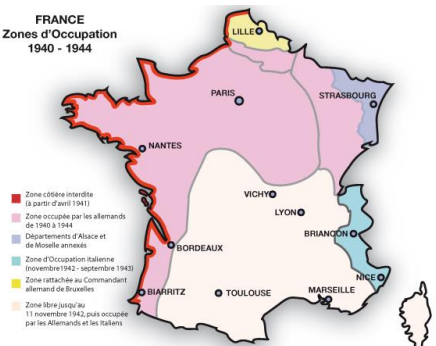 FRANCE
Zones d'Occupation
1940 - 1944
LILLE
PARIS
STRASBOURG
NANTES
VICHY
LYON
BRIANÇON
BORDEAUX
NICE
BIARRITZ
TOULOUSE
MARSEILLE
Zone côtière interdite
(à partir d'avril 1941)
Zone occupée par les allemands
de 1940 à 1944
Départements d'Alsace et
de Moselle annexés
Zone d'Occupation italienne
(novembre1942 - septembre 1943)
Zone rattachée au Commandant
allemand de Bruxelles
Zone libre jusqu'au
11 novembre 1942, puis occupée
par les Allemands et les Italiens